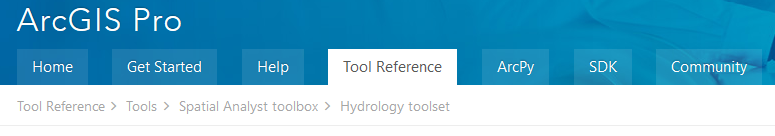 ArcGIS Pro
Home Get Started Help Tool Reference ArcPy SDK Community
Tool Reference > Tools > Spatial Analyst toolbox > Hydrology toolset